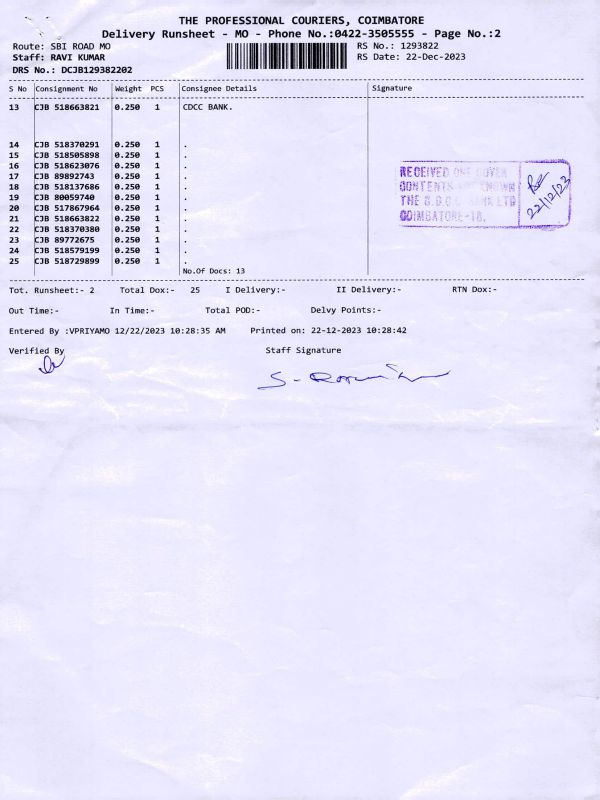 THE PROFESSIONAL COURIERS, COIMBATORE
Delivery Runsheet - MO - Phone No.:0422-3505555 - Page No.:2
Route: SBI ROAD MO RS No.: 1293822
Staff: RAVI KUMAR RS Date: 22-Dec-2023
DRS No.: DCJB129382202
S No Consignment No Weight PCS Consignee Details Signature
13 CJB 518663821 0.250 1 CDCC BANK.
14 CJB 518370291 0.250 1 .
15 CJB 518505898 0.250 1 .
16 CJB 518623076 0.250 1 .
17 CJB 89892743 0.250 1 .
18 CJB 518137686 0.250 1 .
19 CJB 80059740 0.250 1 .
20 CJB 517867964 0.250 1 .
21 CJB 518663822 0.250 1 .
22 CJB 518370380 0.250 1 .
23 CJB 89772675 0.250 1 .
24 CJB 518579199 0.250 1 .
25 CJB 518729899 0.250 1 .
RECEIVED ONE COVER
CONTENTS UNKNOWN
THE C.D.C.C. BANK LTD
COIMBATORE-18.
22/12/23
No.Of Docs: 13
Tot. Runsheet:- 2 Total Dox:- 25 I Delivery:- II Delivery:- RTN Dox:-
Out Time:- In Time:- Total POD:- Delvy Points:-
Entered By :VPRIYAMO 12/22/2023 10:28:35 AM Printed on: 22-12-2023 10:28:42
Verified By Staff Signature